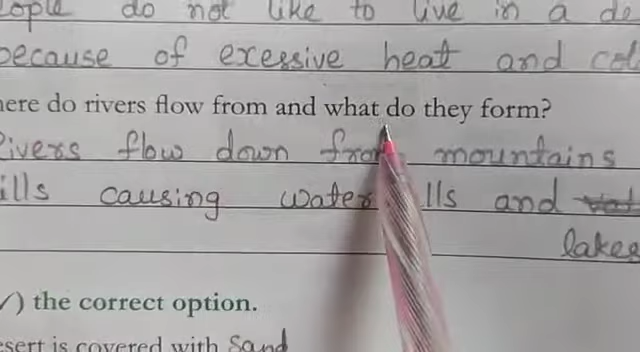 do not like to live in a de
because of excessive heat and col
here do rivers flow from and what do they form?
Rivers flow down from mountains
ills causing water lls and
lakes
the correct option.
esert is covered with Sand